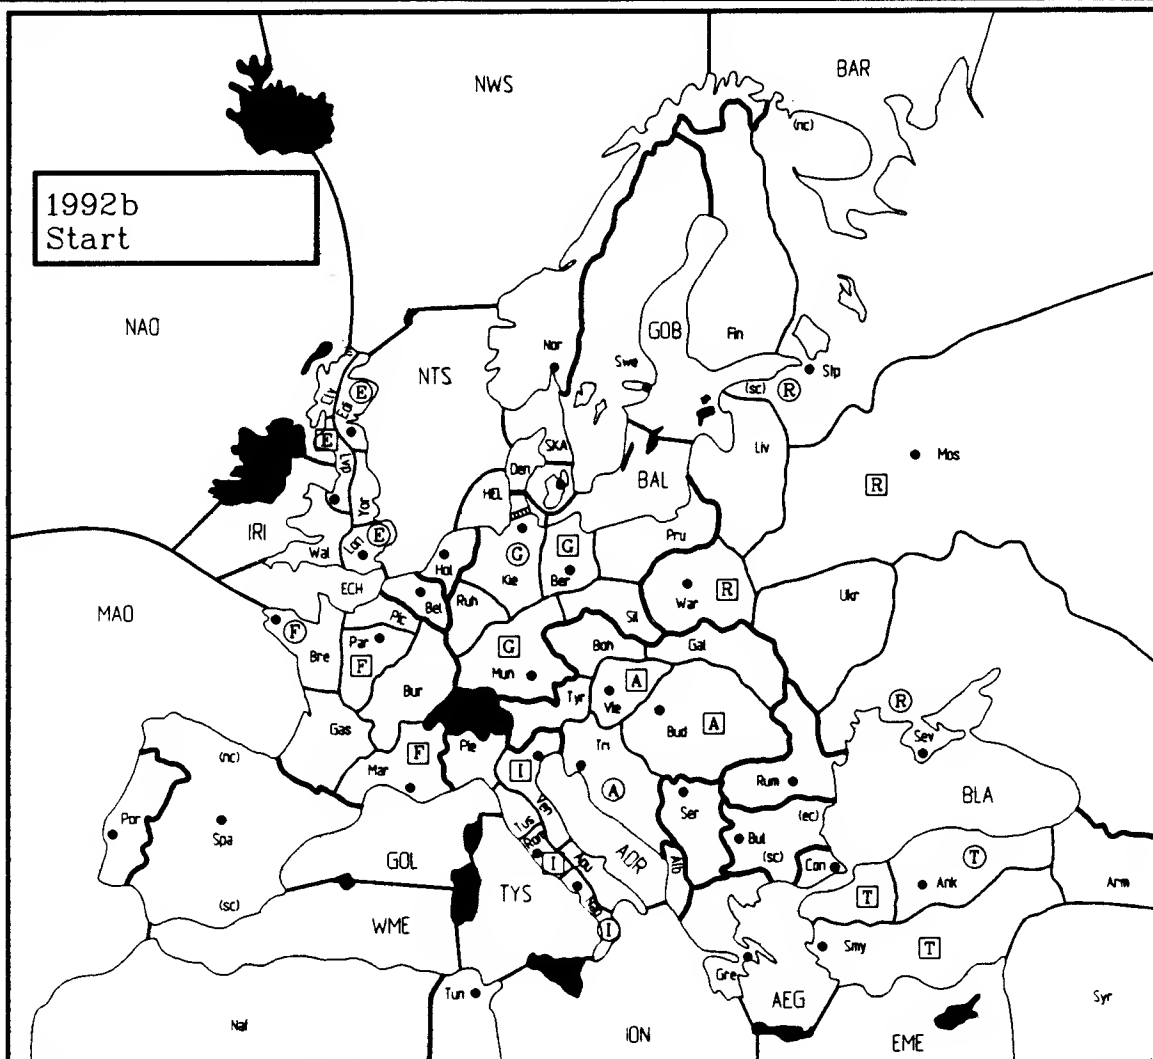 NWS
BAR
(nc)
1992b
Start
NAO
NTS
Nor
GOB
Fin
Swe
Stp
(sc) R
Cly
Edi
E
E
SKA
Liv
Mos
Lvp
Den
BAL
R
HEL
Yor
IRI
E
Wal
Lon
G
G
Pru
Hol
Kie
Ber
War
R
Ukr
MAO
ECH
Bel
Ruh
Pic
Sil
F
Par
Boh
Gal
Bre
F
G
Mun
A
Bur
Tyr
Vie
R
Gas
Bud
A
Sev
(nc)
F
Pie
Tri
Mar
I
Rum
BLA
Por
Ven
A
Ser
Spa
Tus
(ec)
Rom
Bul
ADR
GOL
I
Apu
Alb
(sc)
Con
T
TYS
Ank
Arm
(sc)
Nap
T
WME
I
Smy
T
Gre
Tun
AEG
Syr
Naf
ION
EME